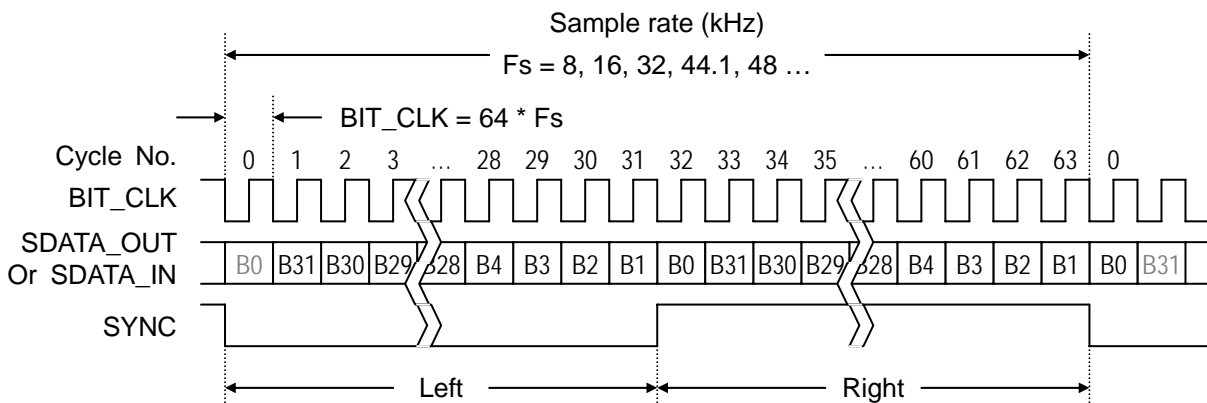 Sample rate (kHz)
Fs = 8, 16, 32, 44.1, 48 ...
BIT_CLK = 64 * Fs
Cycle No. 0 1 2 3 ... 28 29 30 31 32 33 34 35 ... 60 61 62 63 0
BIT_CLK
SDATA_OUT
Or SDATA_IN
B0 B31 B30 B29 B28 B4 B3 B2 B1 B0 B31 B30 B29 B28 B4 B3 B2 B1 B0 B31
SYNC
Left Right